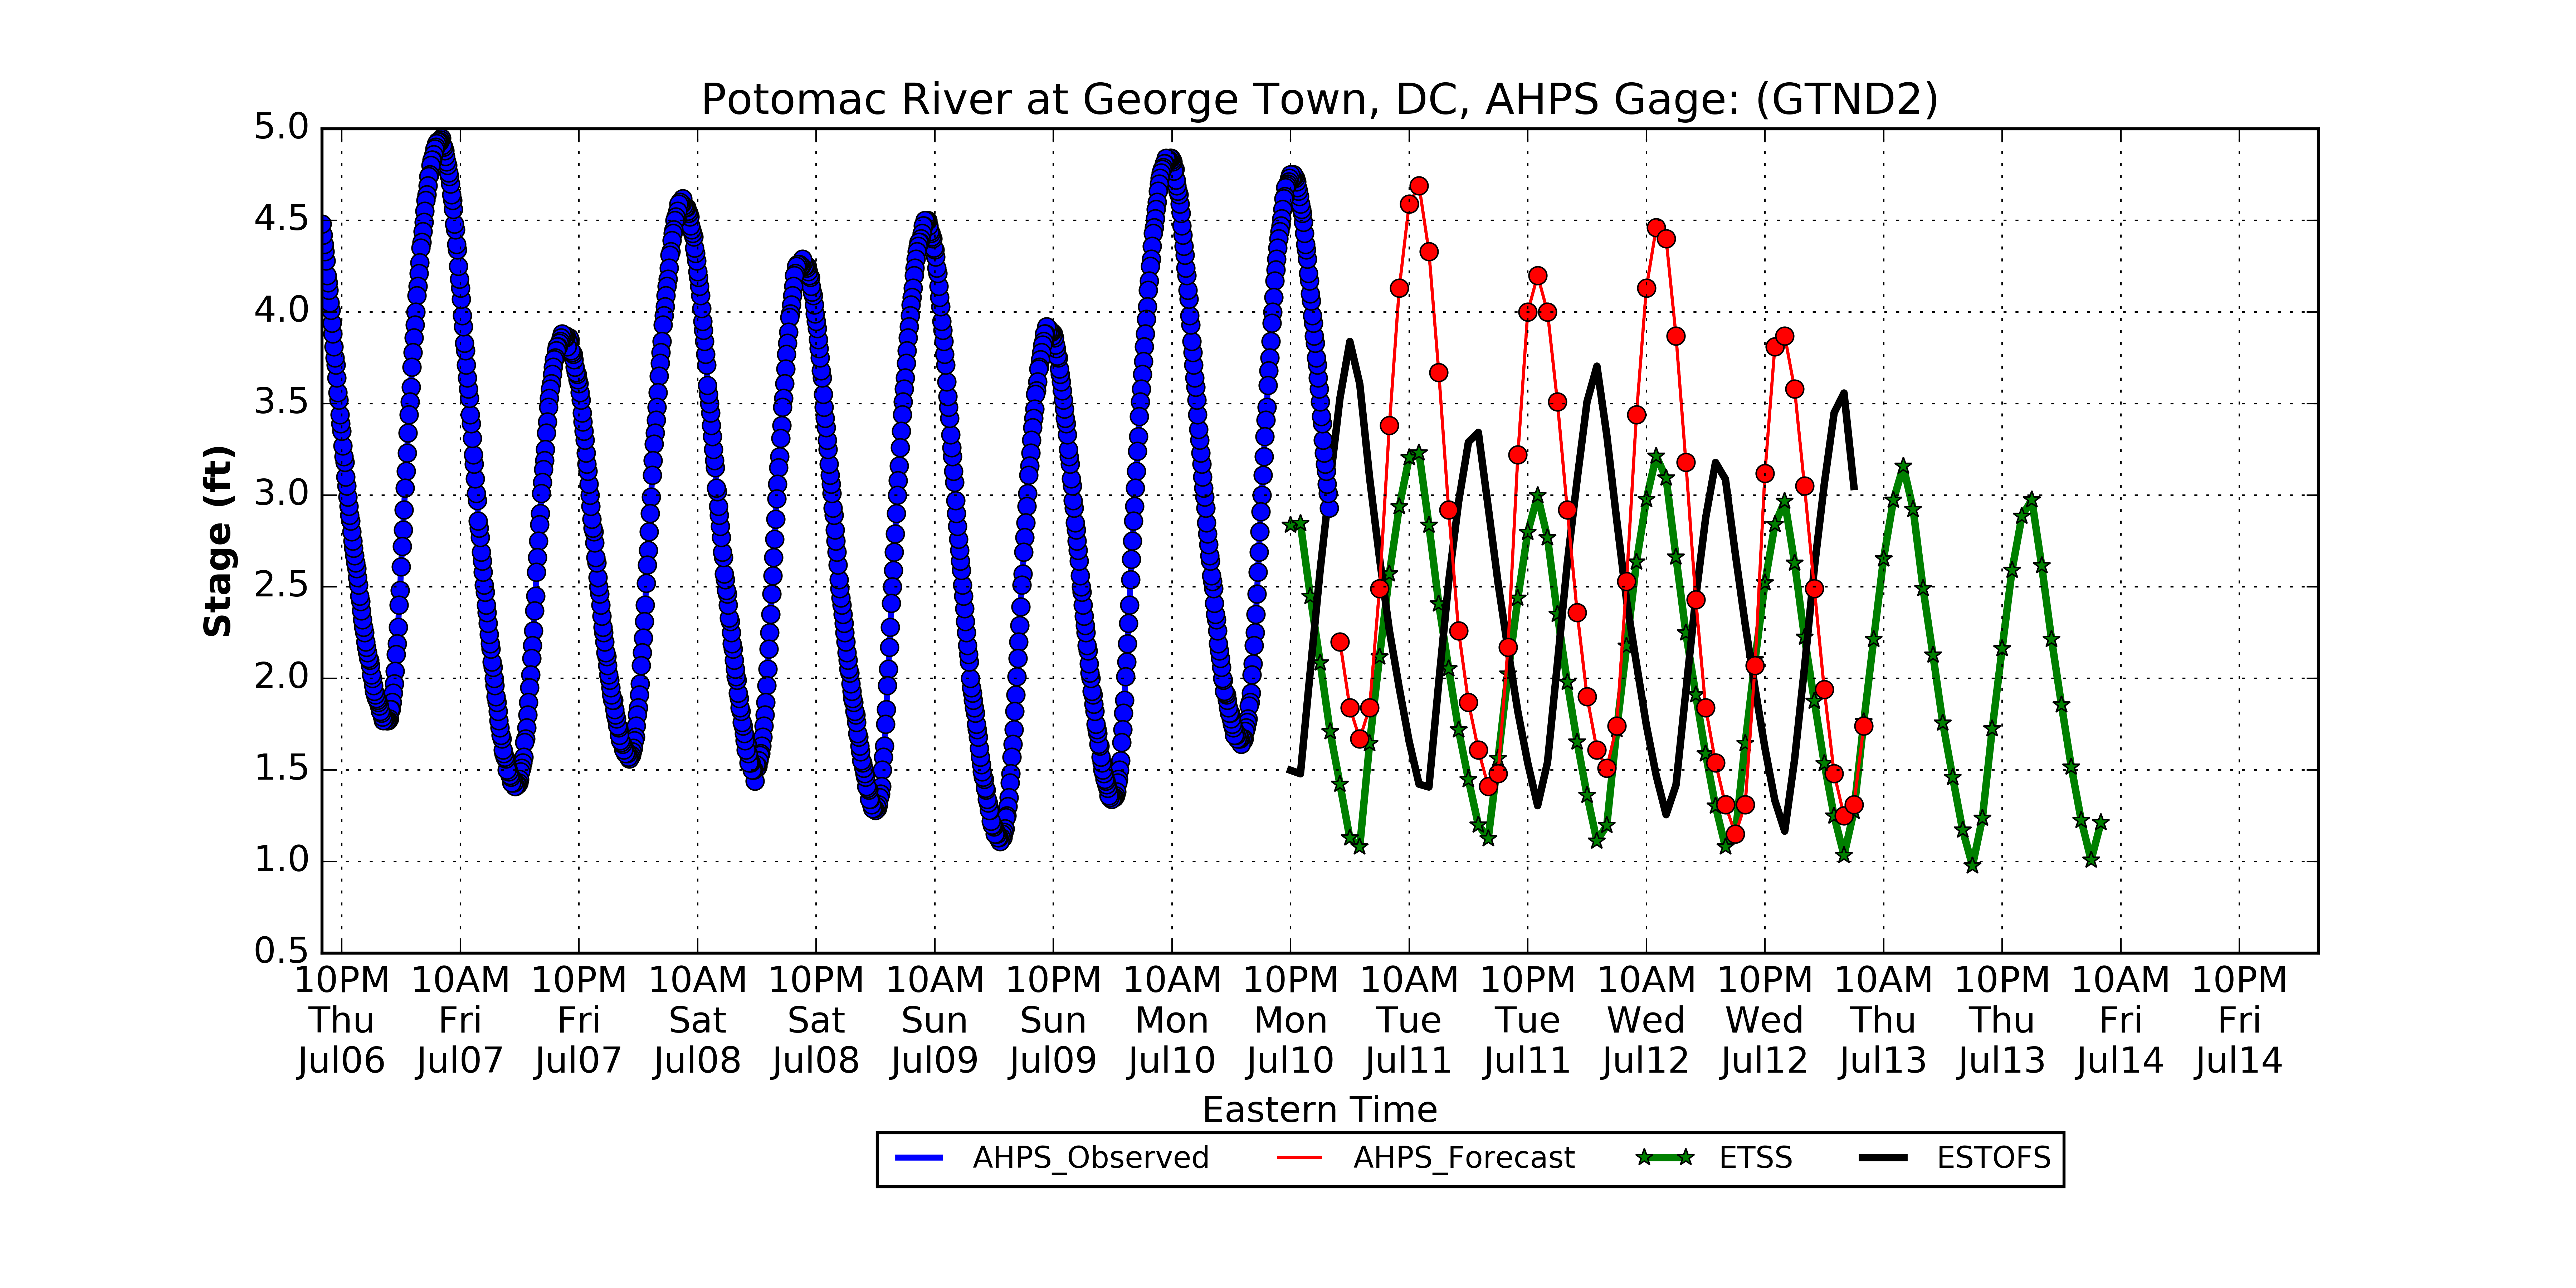 Potomac River at George Town, DC, AHPS Gage: (GTND2)
Stage (ft)
5.0
4.5
4.0
3.5
3.0
2.5
2.0
1.5
1.0
0.5
10PM 10AM 10PM 10AM 10PM 10AM 10PM 10AM 10PM 10AM 10PM 10AM 10PM 10AM 10PM 10AM 10PM
Thu Fri Fri Sat Sat Sun Sun Mon Mon Tue Tue Wed Wed Thu Thu Fri Fri
Jul06 Jul07 Jul07 Jul08 Jul08 Jul09 Jul09 Jul10 Jul10 Jul11 Jul11 Jul12 Jul12 Jul13 Jul13 Jul14 Jul14
Eastern Time
AHPS_Observed AHPS_Forecast ETSS ESTOFS